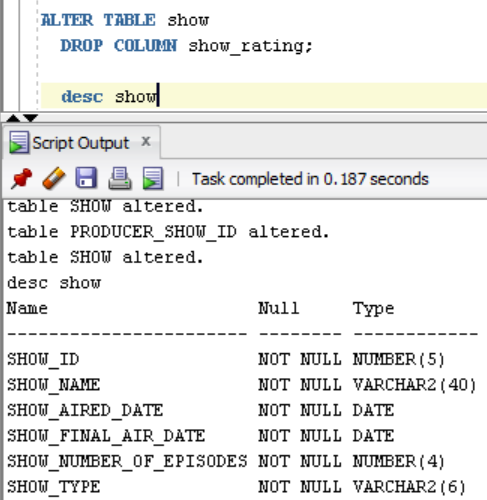 ALTER TABLE show
DROP COLUMN show_rating;
desc show
Script Output x
Task completed in 0.187 seconds
table SHOW altered.
table PRODUCER_SHOW_ID altered.
table SHOW altered.
desc show
Name Null Type
----------------------- -------- ------------
SHOW_ID NOT NULL NUMBER(5)
SHOW_NAME NOT NULL VARCHAR2(40)
SHOW_AIRED_DATE NOT NULL DATE
SHOW_FINAL_AIR_DATE NOT NULL DATE
SHOW_NUMBER_OF_EPISODES NOT NULL NUMBER(4)
SHOW_TYPE NOT NULL VARCHAR2(6)